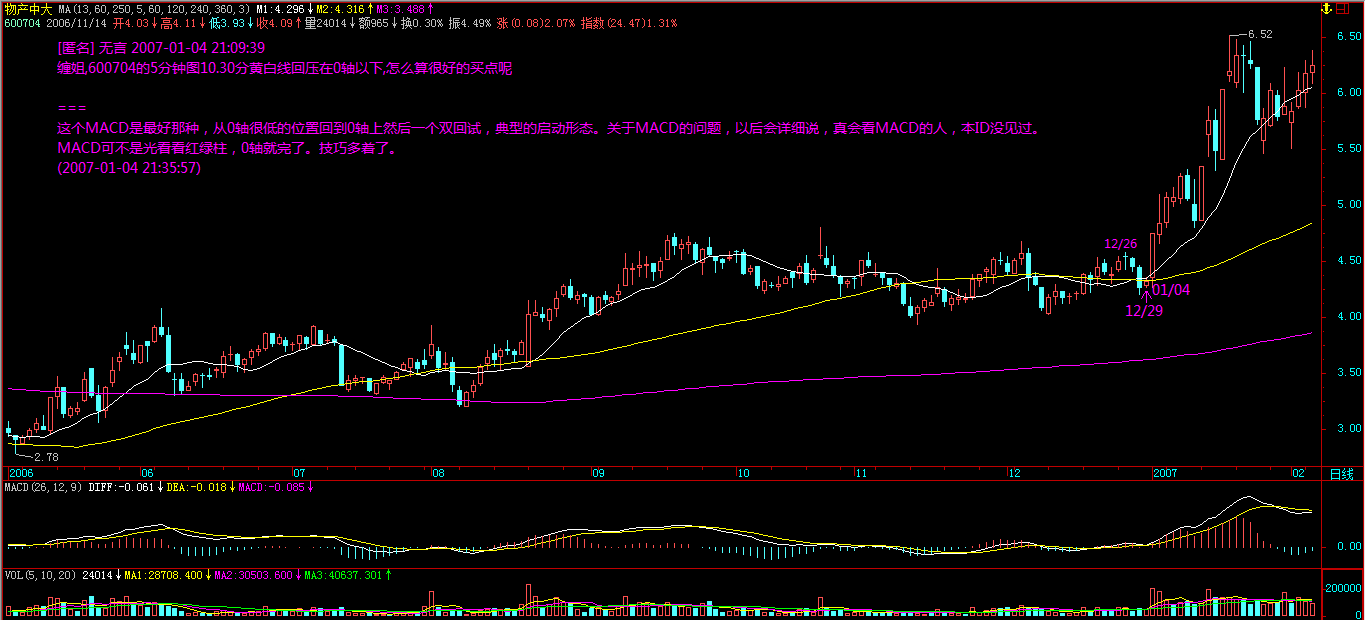 物产中大 MA(13,60,250,5,60,120,240,360,3) M1:4.296↓M2:4.316↑M3:3.488↑
600704 2006/11/14 开4.03↓高4.11↓低3.93↓收4.09↑量24014↓额965↓换0.30% 振4.49% 涨(0.08)2.07% 指数(24.47)1.31%
[匿名] 无言 2007-01-04 21:09:39
缠姐,600704的5分钟图10.30分黄白线回压在0轴以下,怎么算很好的买点呢
===
这个MACD是最好那种，从0轴很低的位置回到0轴上然后一个双回试，典型的启动形态。关于MACD的问题，以后会详细说，真会看MACD的人，本ID没见过。
MACD可不是光看看红绿柱，0轴就完了。技巧多着了。
(2007-01-04 21:35:57)
6.52
6.50
6.00
5.50
5.00
12/26
4.50
01/04
12/29
4.00
3.50
3.00
2.78
2006 06 07 08 09 10 11 12 2007 02 日线
MACD(26,12,9) DIFF:-0.061↓DEA:-0.018↓MACD:-0.085↓
0.00
VOL(5,10,20) 24014↓MA1:28708.400↓MA2:30503.600↓MA3:40637.301↑
200000
0